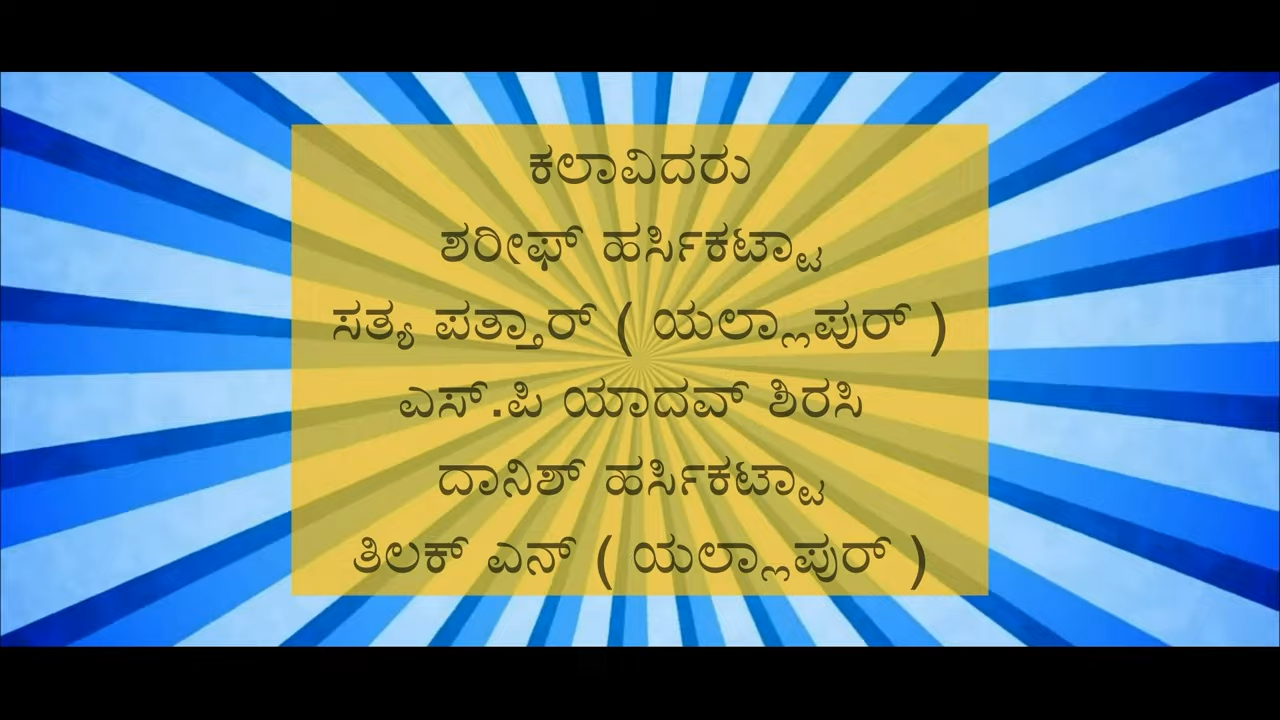 ಕಲಾವಿದರು
ಶರೀಫ್ ಹರ್ಸಿಕಟ್ಟಾ
ಸತ್ಯ ಪತ್ತಾರ್ ( ಯಲ್ಲಾಪುರ್ )
ಎಸ್.ಪಿ ಯಾದವ್ ಶಿರಸಿ
ದಾನಿಶ್ ಹರ್ಸಿಕಟ್ಟಾ
ತಿಲಕ್ ಎನ್ ( ಯಲ್ಲಾಪುರ್ )